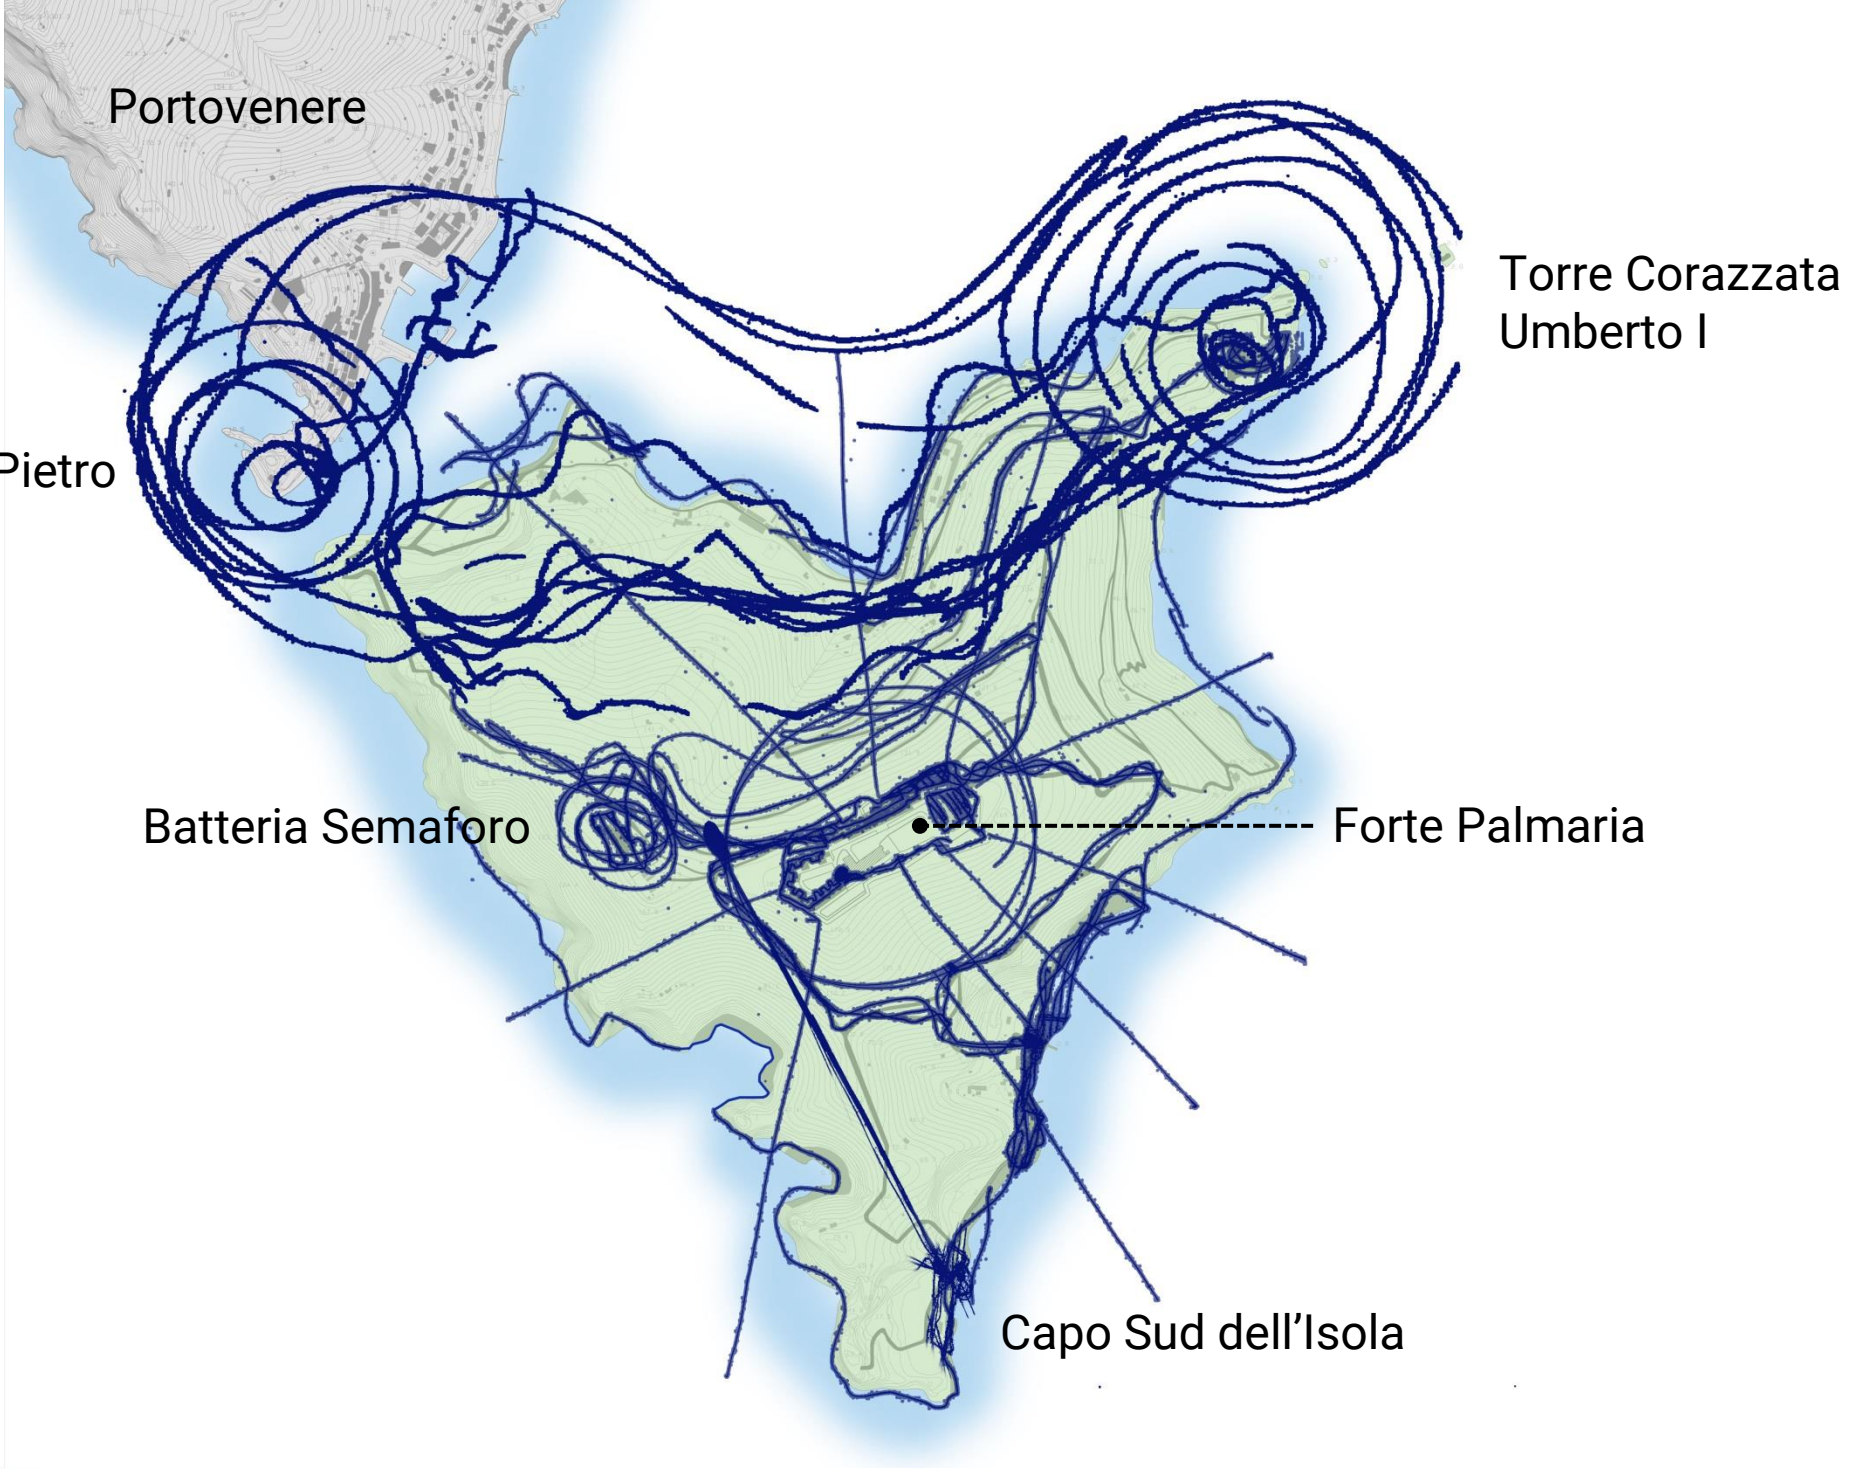 Portovenere
Torre Corazzata
Umberto I
Pietro
Batteria Semaforo
Forte Palmaria
Capo Sud dell’Isola